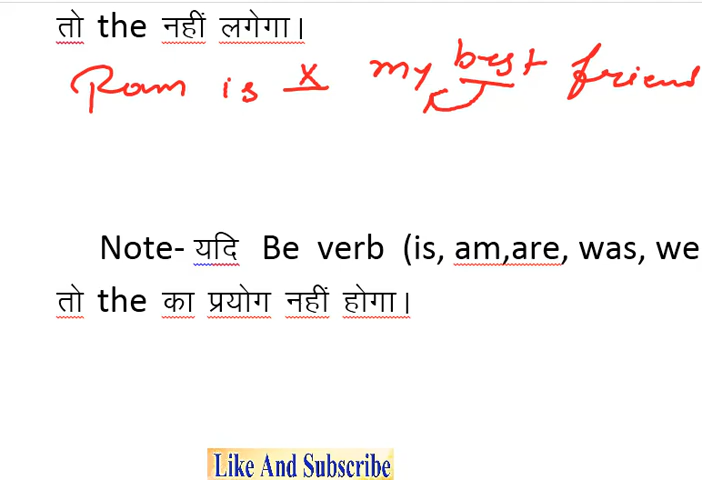 तो the नहीं लगेगा।
Ram is x my best friend
Note- यदि Be verb (is, am,are, was, we
तो the का प्रयोग नहीं होगा।
Like And Subscribe